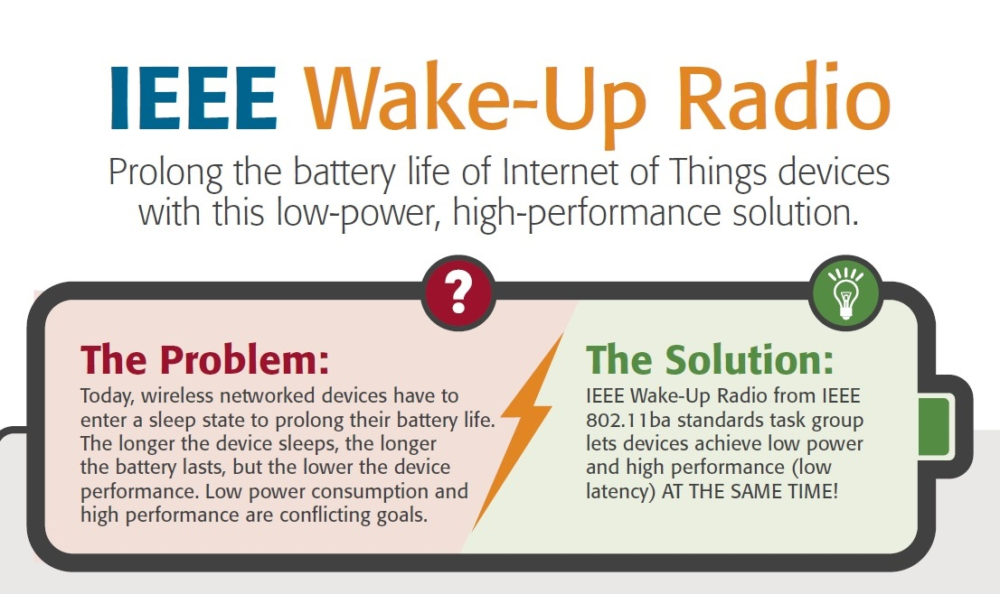 IEEE Wake-Up Radio
Prolong the battery life of Internet of Things devices
with this low-power, high-performance solution.
?
The Problem:
Today, wireless networked devices have to
enter a sleep state to prolong their battery life.
The longer the device sleeps, the longer
the battery lasts, but the lower the device
performance. Low power consumption and
high performance are conflicting goals.
The Solution:
IEEE Wake-Up Radio from IEEE
802.11ba standards task group
lets devices achieve low power
and high performance (low
latency) AT THE SAME TIME!